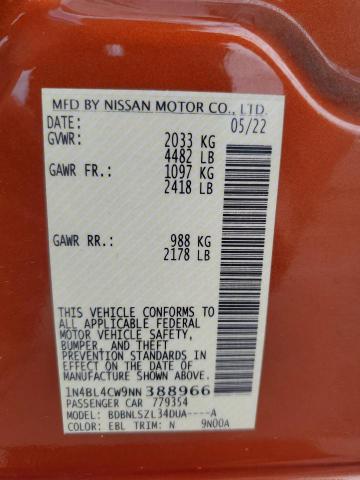 MFD BY NISSAN MOTOR CO., LTD.
DATE: 05/22
GVWR: 2033 KG
4482 LB
GAWR FR.: 1097 KG
2418 LB
GAWR RR.: 988 KG
2178 LB
THIS VEHICLE CONFORMS TO
ALL APPLICABLE FEDERAL
MOTOR VEHICLE SAFETY,
BUMPER, AND THEFT
PREVENTION STANDARDS
IN EFFECT ON THE DATE OF
MANUFACTURE SHOWN ABOVE.
1N4BL4CW9NN388966
PASSENGER CAR 779354
MODEL: BDBNLSZL34DUA----A
COLOR: EBL TRIM: N 9N00A